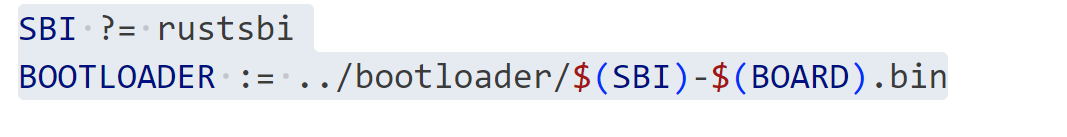 SBI ?= rustsbi
BOOTLOADER := ../bootloader/$(SBI)-$(BOARD).bin